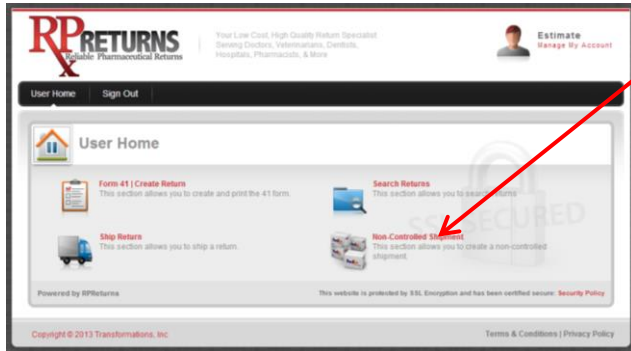 RPRETURNS
Reliable Pharmaceutical Returns
Your Low Cost, High Quality Return Specialist
Serving Doctors, Veterinarians, Dentists,
Hospitals, Pharmacists, & More
Estimate
Manage My Account
User Home Sign Out
User Home
Form 41 | Create Return
This section allows you to create and print the 41 form.
Search Returns
This section allows you to search returns
Ship Return
This section allows you to ship a return.
Non-Controlled Shipment
This section allows you to create a non-controlled
shipment.
SSL SECURED
Powered by RPReturns
This website is protected by SSL Encryption and has been certified secure: Security Policy
Copyright © 2013 Transformations, Inc
Terms & Conditions | Privacy Policy